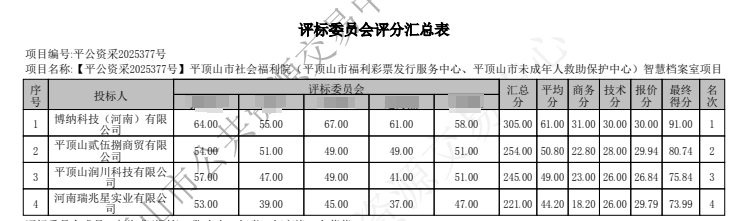 评标委员会评分汇总表
项目编号:平公资采2025377号
项目名称:【平公资采2025377号】平顶山市社会福利院（平顶山市福利彩票发行服务中心、平顶山市未成年人救助保护中心）智慧档案室项目
序号 投标人 评标委员会 汇总分 平均分 商务分 技术分 报价分 最终得分 名次
1 博纳科技（河南）有限公司 64.00 55.00 67.00 61.00 58.00 305.00 61.00 31.00 30.00 30.00 91.00 1
2 平顶山贰伍捌商贸有限公司 54.00 51.00 49.00 49.00 51.00 254.00 50.80 22.80 28.00 29.94 80.74 2
3 平顶山润川科技有限公司 57.00 47.00 49.00 41.00 51.00 245.00 49.00 23.00 26.00 26.84 75.84 3
4 河南瑞兆星实业有限公司 53.00 39.00 45.00 37.00 47.00 221.00 44.20 18.20 26.00 29.79 73.99 4